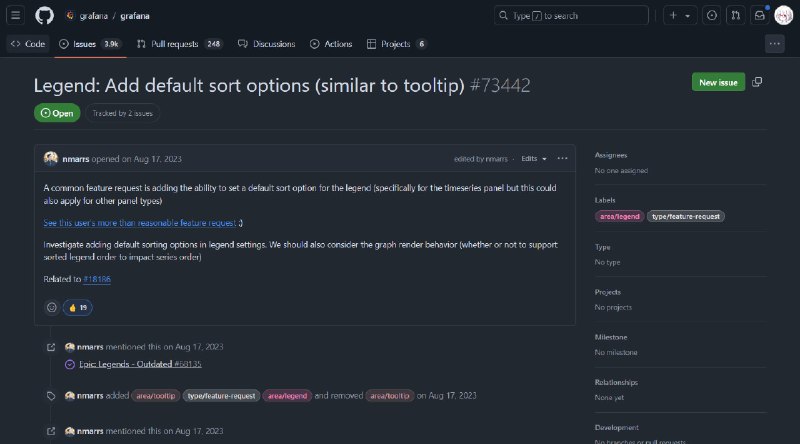 grafana / grafana
Type / to search
Code
Issues 3.9k
Pull requests 248
Discussions
Actions
Projects 6
Legend: Add default sort options (similar to tooltip) #73442
New issue
Open
Tracked by 2 issues
nmarrs opened on Aug 17, 2023
edited by nmarrs · Edits
A common feature request is adding the ability to set a default sort option for the legend (specifically for the timeseries panel but this could
also apply for other panel types)
See this user's more than reasonable feature request :)
Investigate adding default sorting options in legend settings. We should also consider the graph render behavior (whether or not to support
sorted legend order to impact series order)
Related to #18186
👍 19
nmarrs mentioned this on Aug 17, 2023
Epic: Legends - Outdated #68135
nmarrs added area/tooltip type/feature-request area/legend and removed area/tooltip on Aug 17, 2023
nmarrs mentioned this on Aug 17, 2023
Assignees
No one assigned
Labels
area/legend type/feature-request
Type
No type
Projects
No projects
Milestone
No milestone
Relationships
None yet
Development
No branches or pull requests